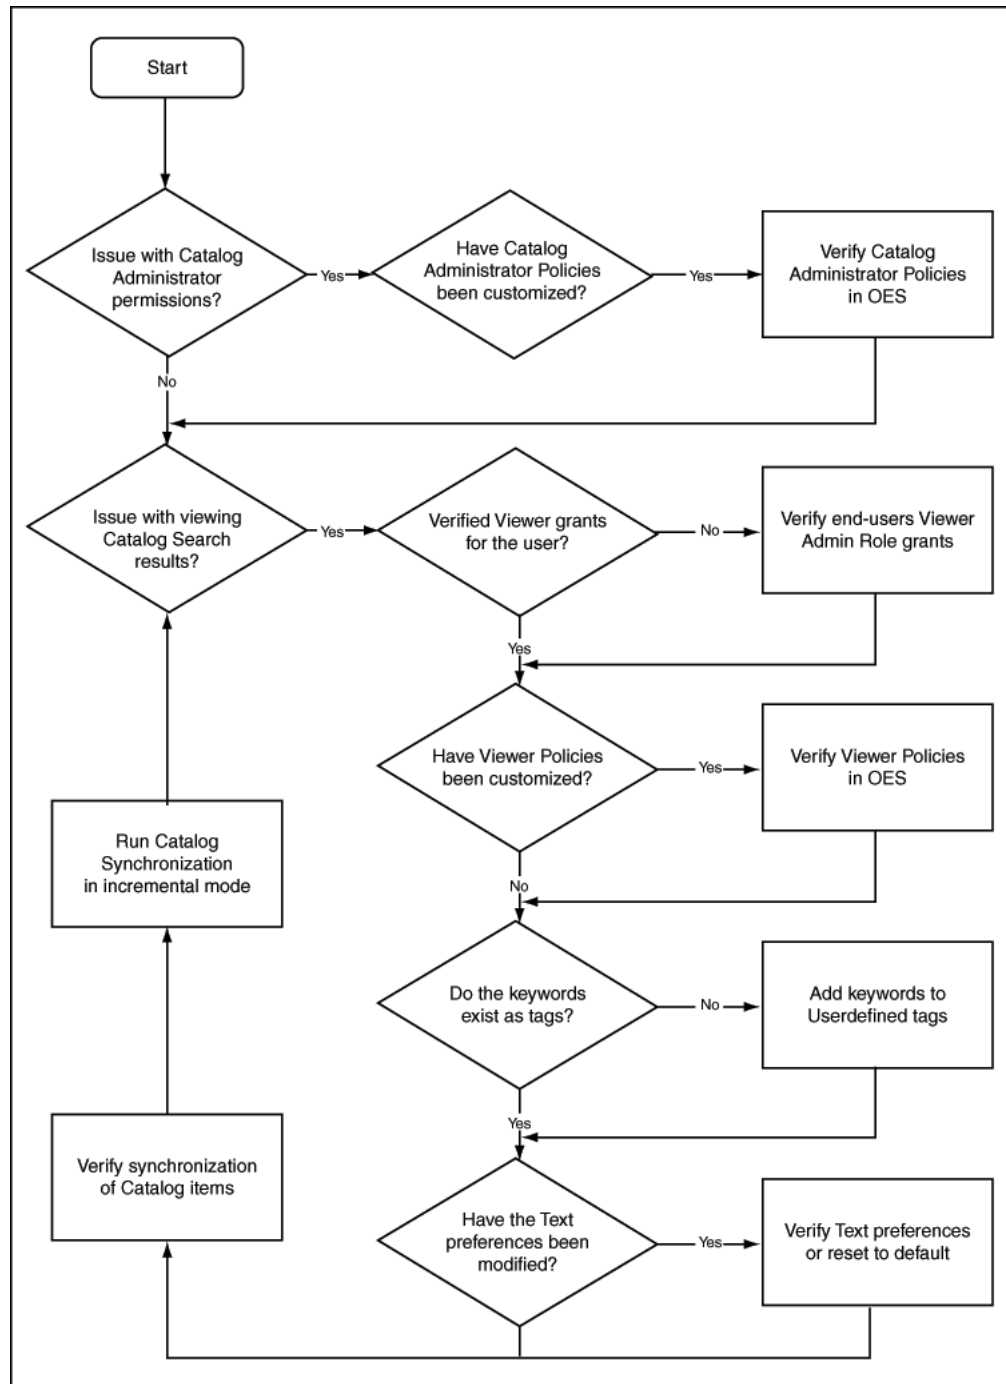 Start
Issue with Catalog
Administrator
permissions?
Yes
Have Catalog
Administrator Policies
been customized?
Yes
Verify Catalog
Administrator Policies
in OES
No
Issue with viewing
Catalog Search
results?
Yes
Verified Viewer grants
for the user?
No
Verify end-users Viewer
Admin Role grants
Yes
Have Viewer Policies
been customized?
Yes
Verify Viewer Policies
in OES
Run Catalog
Synchronization
in incremental mode
No
Do the keywords
exist as tags?
No
Add keywords to
Userdefined tags
Yes
Verify synchronization
of Catalog items
Have the Text
preferences been
modified?
Yes
Verify Text preferences
or reset to default